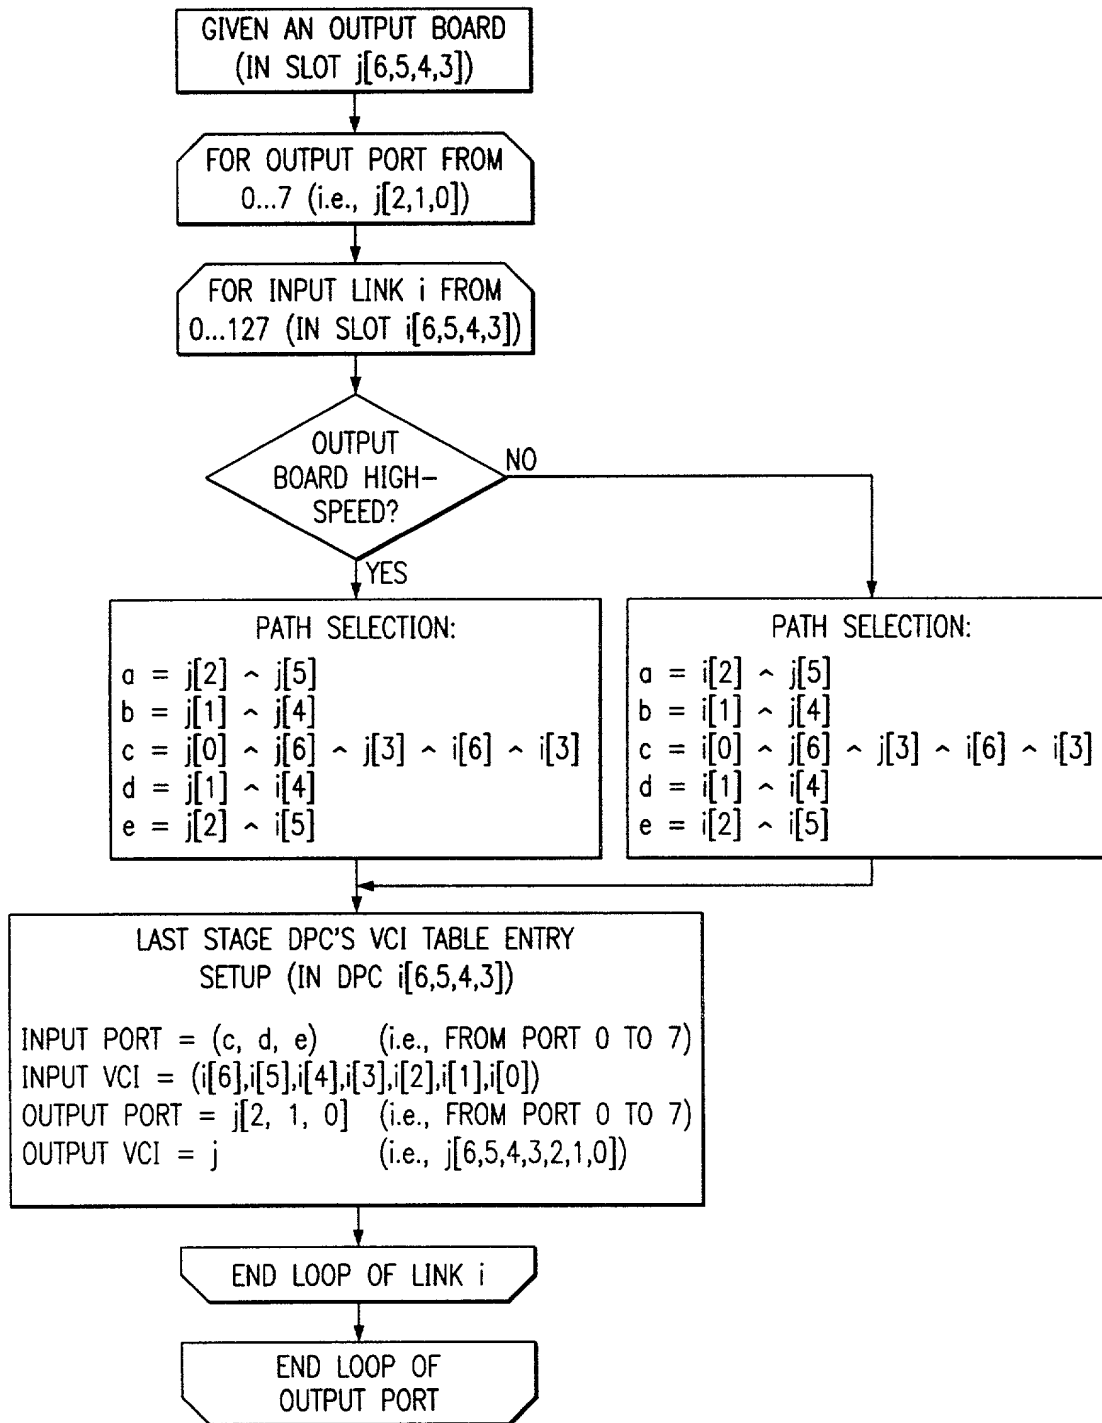 GIVEN AN OUTPUT BOARD
(IN SLOT j[6,5,4,3])
FOR OUTPUT PORT FROM
0...7 (i.e., j[2,1,0])
FOR INPUT LINK i FROM
0...127 (IN SLOT i[6,5,4,3])
OUTPUT
BOARD HIGH-
SPEED?
NO
YES
PATH SELECTION:
a = j[2] ^ j[5]
b = j[1] ^ j[4]
c = j[0] ^ j[6] ^ j[3] ^ i[6] ^ i[3]
d = j[1] ^ i[4]
e = j[2] ^ i[5]
PATH SELECTION:
a = i[2] ^ j[5]
b = i[1] ^ j[4]
c = i[0] ^ j[6] ^ j[3] ^ i[6] ^ i[3]
d = i[1] ^ i[4]
e = i[2] ^ i[5]
LAST STAGE DPC'S VCI TABLE ENTRY
SETUP (IN DPC i[6,5,4,3])
INPUT PORT = (c, d, e) (i.e., FROM PORT 0 TO 7)
INPUT VCI = (i[6],i[5],i[4],i[3],i[2],i[1],i[0])
OUTPUT PORT = j[2, 1, 0] (i.e., FROM PORT 0 TO 7)
OUTPUT VCI = j (i.e., j[6,5,4,3,2,1,0])
END LOOP OF LINK i
END LOOP OF
OUTPUT PORT